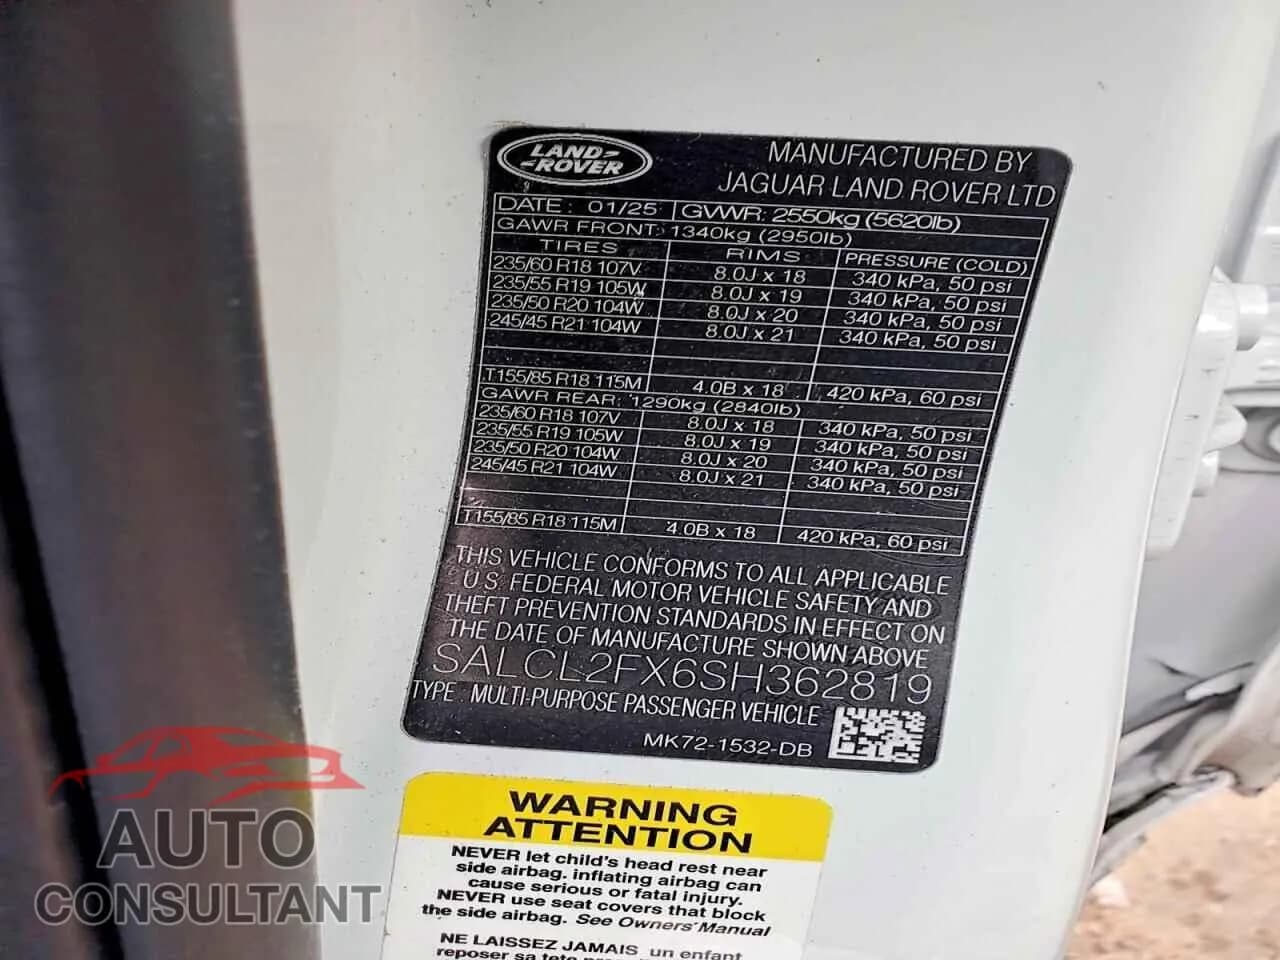 LAND-
-ROVER
MANUFACTURED BY
JAGUAR LAND ROVER LTD
DATE: 01/25 GVWR: 2550kg (5620lb)
GAWR FRONT: 1340kg (2950lb)
TIRES RIMS PRESSURE (COLD)
235/60 R18 107V 8.0J x 18 340 kPa, 50 psi
235/55 R19 105W 8.0J x 19 340 kPa, 50 psi
235/50 R20 104W 8.0J x 20 340 kPa, 50 psi
245/45 R21 104W 8.0J x 21 340 kPa, 50 psi
T155/85 R18 115M 4.0B x 18 420 kPa, 60 psi
GAWR REAR: 1290kg (2840lb)
235/60 R18 107V 8.0J x 18 340 kPa, 50 psi
235/55 R19 105W 8.0J x 19 340 kPa, 50 psi
235/50 R20 104W 8.0J x 20 340 kPa, 50 psi
245/45 R21 104W 8.0J x 21 340 kPa, 50 psi
T155/85 R18 115M 4.0B x 18 420 kPa, 60 psi
THIS VEHICLE CONFORMS TO ALL APPLICABLE
U.S. FEDERAL MOTOR VEHICLE SAFETY AND
THEFT PREVENTION STANDARDS IN EFFECT ON
THE DATE OF MANUFACTURE SHOWN ABOVE
SALCL2FX6SH362819
TYPE : MULTI-PURPOSE PASSENGER VEHICLE
MK72-1532-DB
WARNING
ATTENTION
NEVER let child's head rest near
side airbag. inflating airbag can
cause serious or fatal injury.
NEVER use seat covers that block
the side airbag. See Owners' Manual
NE LAISSEZ JAMAIS un enfant
reposer sa tete
AUTO
CONSULTANT